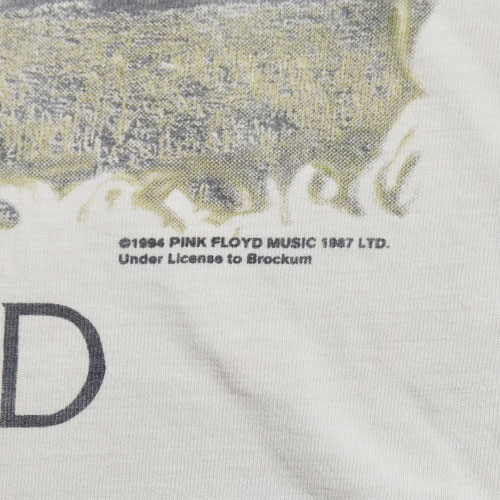 ©1994 PINK FLOYD MUSIC 1987 LTD.
Under License to Brockum
D